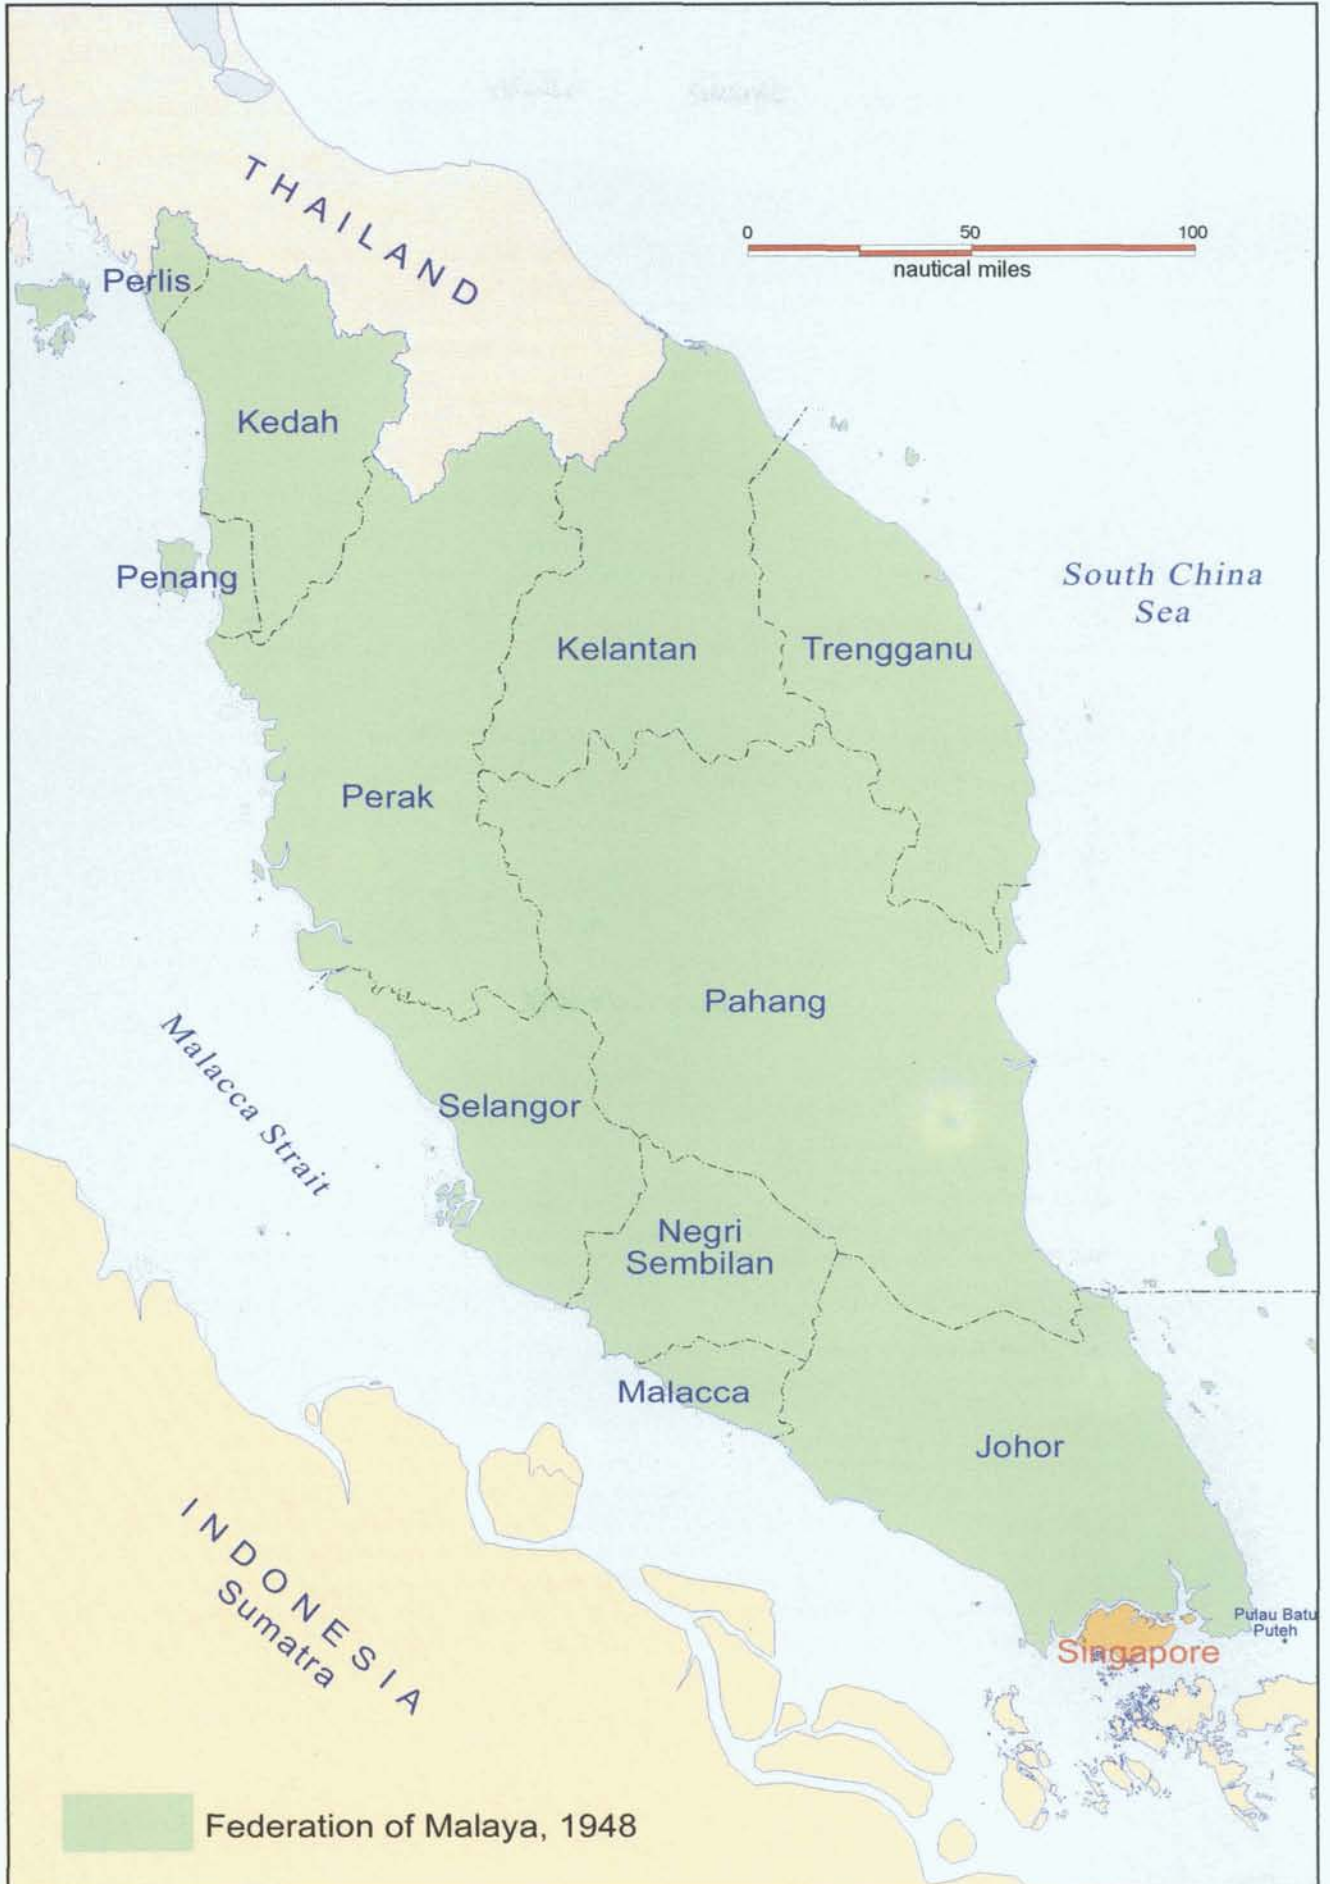 THAILAND
0 50 100
nautical miles
Perlis
Kedah
Penang
South China
Sea
Kelantan
Trengganu
Perak
Pahang
Malacca Strait
Selangor
Negri
Sembilan
Malacca
Johor
INDONESIA
Sumatra
Pulau Batu
Puteh
Singapore
Federation of Malaya, 1948